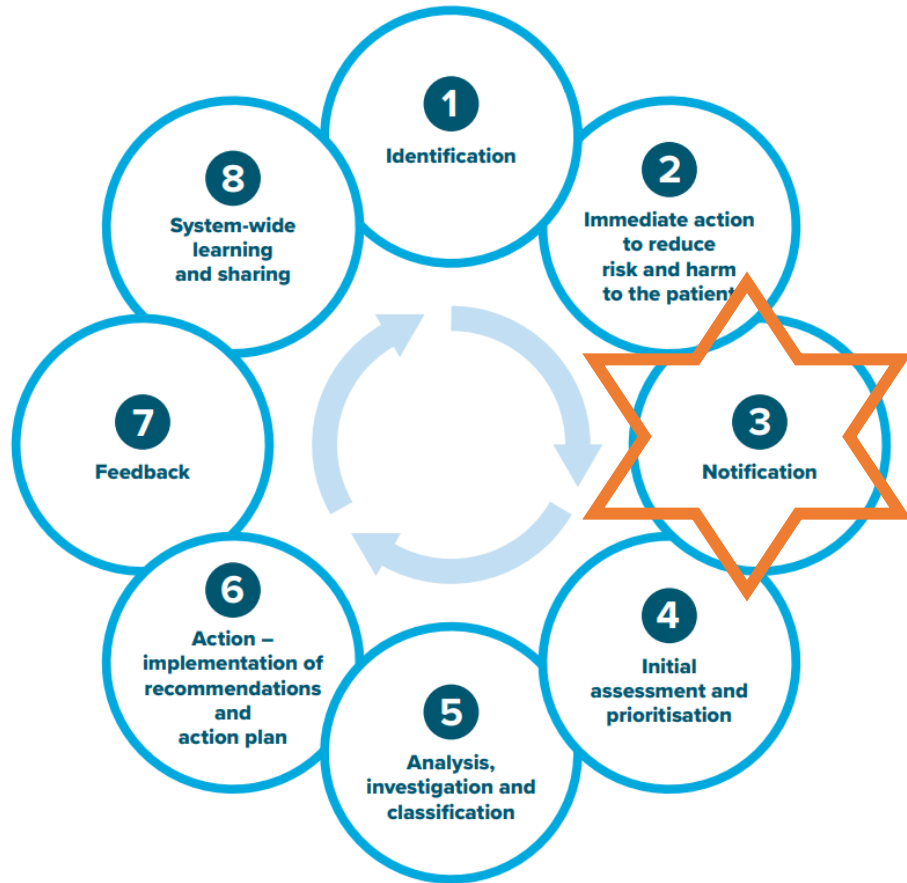 1
Identification
2
Immediate action
to reduce
risk and harm
to the patient
3
Notification
4
Initial
assessment and
prioritisation
5
Analysis,
investigation and
classification
6
Action –
implementation of
recommendations
and
action plan
7
Feedback
8
System-wide
learning
and sharing